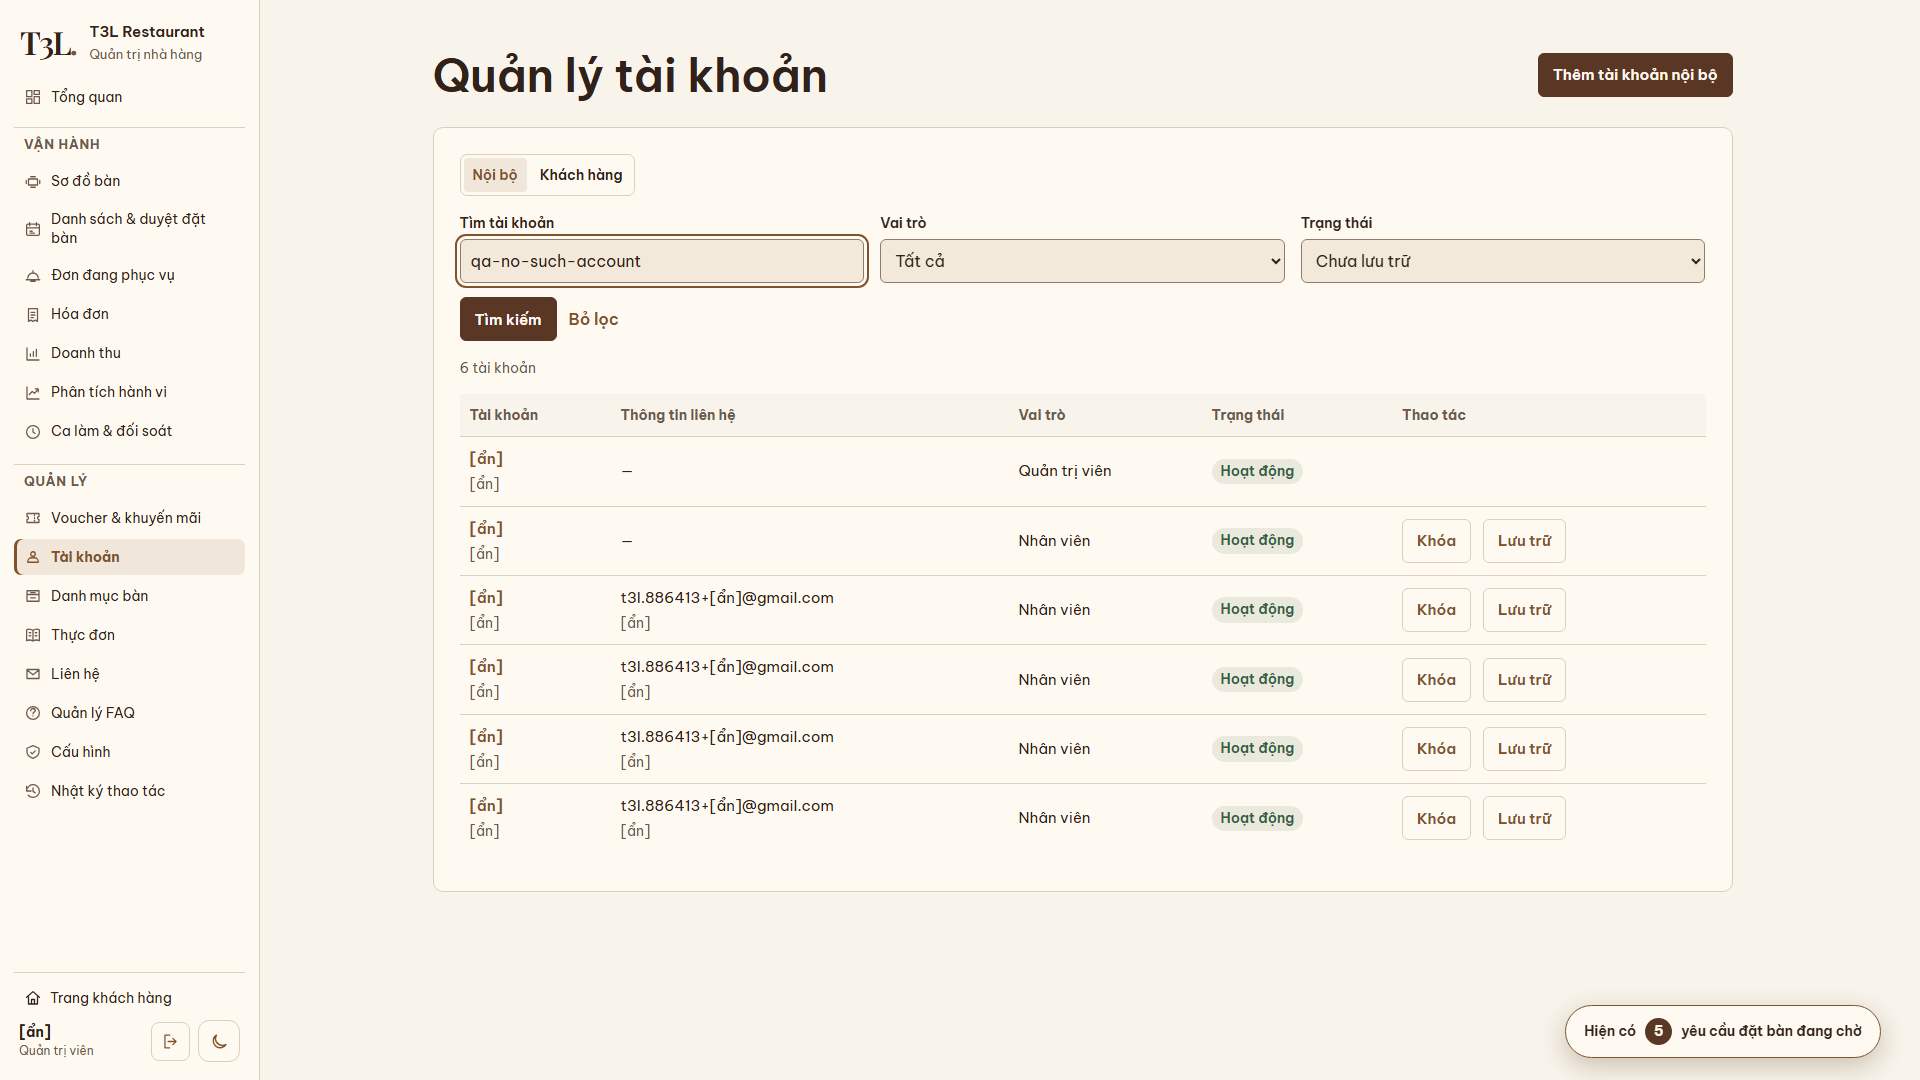 T3L.
T3L Restaurant
Quản trị nhà hàng
Tổng quan
VẬN HÀNH
Sơ đồ bàn
Danh sách & duyệt đặt
bàn
Đơn đang phục vụ
Hóa đơn
Doanh thu
Phân tích hành vi
Ca làm & đối soát
QUẢN LÝ
Voucher & khuyến mãi
Tài khoản
Danh mục bàn
Thực đơn
Liên hệ
Quản lý FAQ
Cấu hình
Nhật ký thao tác
Trang khách hàng
[ẩn]
Quản trị viên
Quản lý tài khoản
Thêm tài khoản nội bộ
Nội bộ Khách hàng
Tìm tài khoản Vai trò Trạng thái
qa-no-such-account Tất cả Chưa lưu trữ
Tìm kiếm Bỏ lọc
6 tài khoản
Tài khoản Thông tin liên hệ Vai trò Trạng thái Thao tác
[ẩn]
[ẩn] — Quản trị viên Hoạt động
[ẩn]
[ẩn] — Nhân viên Hoạt động Khóa Lưu trữ
[ẩn] t3l.886413+[ẩn]@gmail.com
[ẩn] [ẩn] Nhân viên Hoạt động Khóa Lưu trữ
[ẩn] t3l.886413+[ẩn]@gmail.com
[ẩn] [ẩn] Nhân viên Hoạt động Khóa Lưu trữ
[ẩn] t3l.886413+[ẩn]@gmail.com
[ẩn] [ẩn] Nhân viên Hoạt động Khóa Lưu trữ
[ẩn] t3l.886413+[ẩn]@gmail.com
[ẩn] [ẩn] Nhân viên Hoạt động Khóa Lưu trữ
Hiện có 5 yêu cầu đặt bàn đang chờ